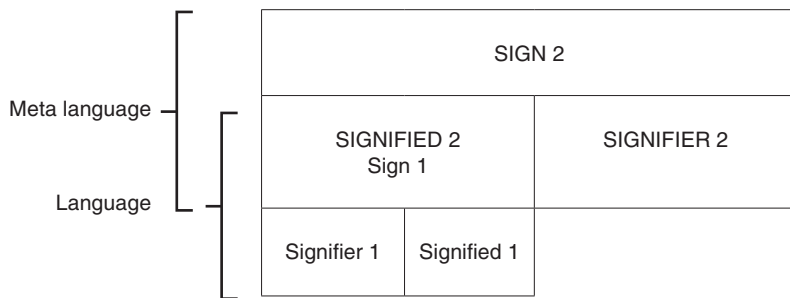 SIGN 2
Meta language
SIGNIFIED 2
Sign 1
SIGNIFIER 2
Language
Signifier 1
Signified 1